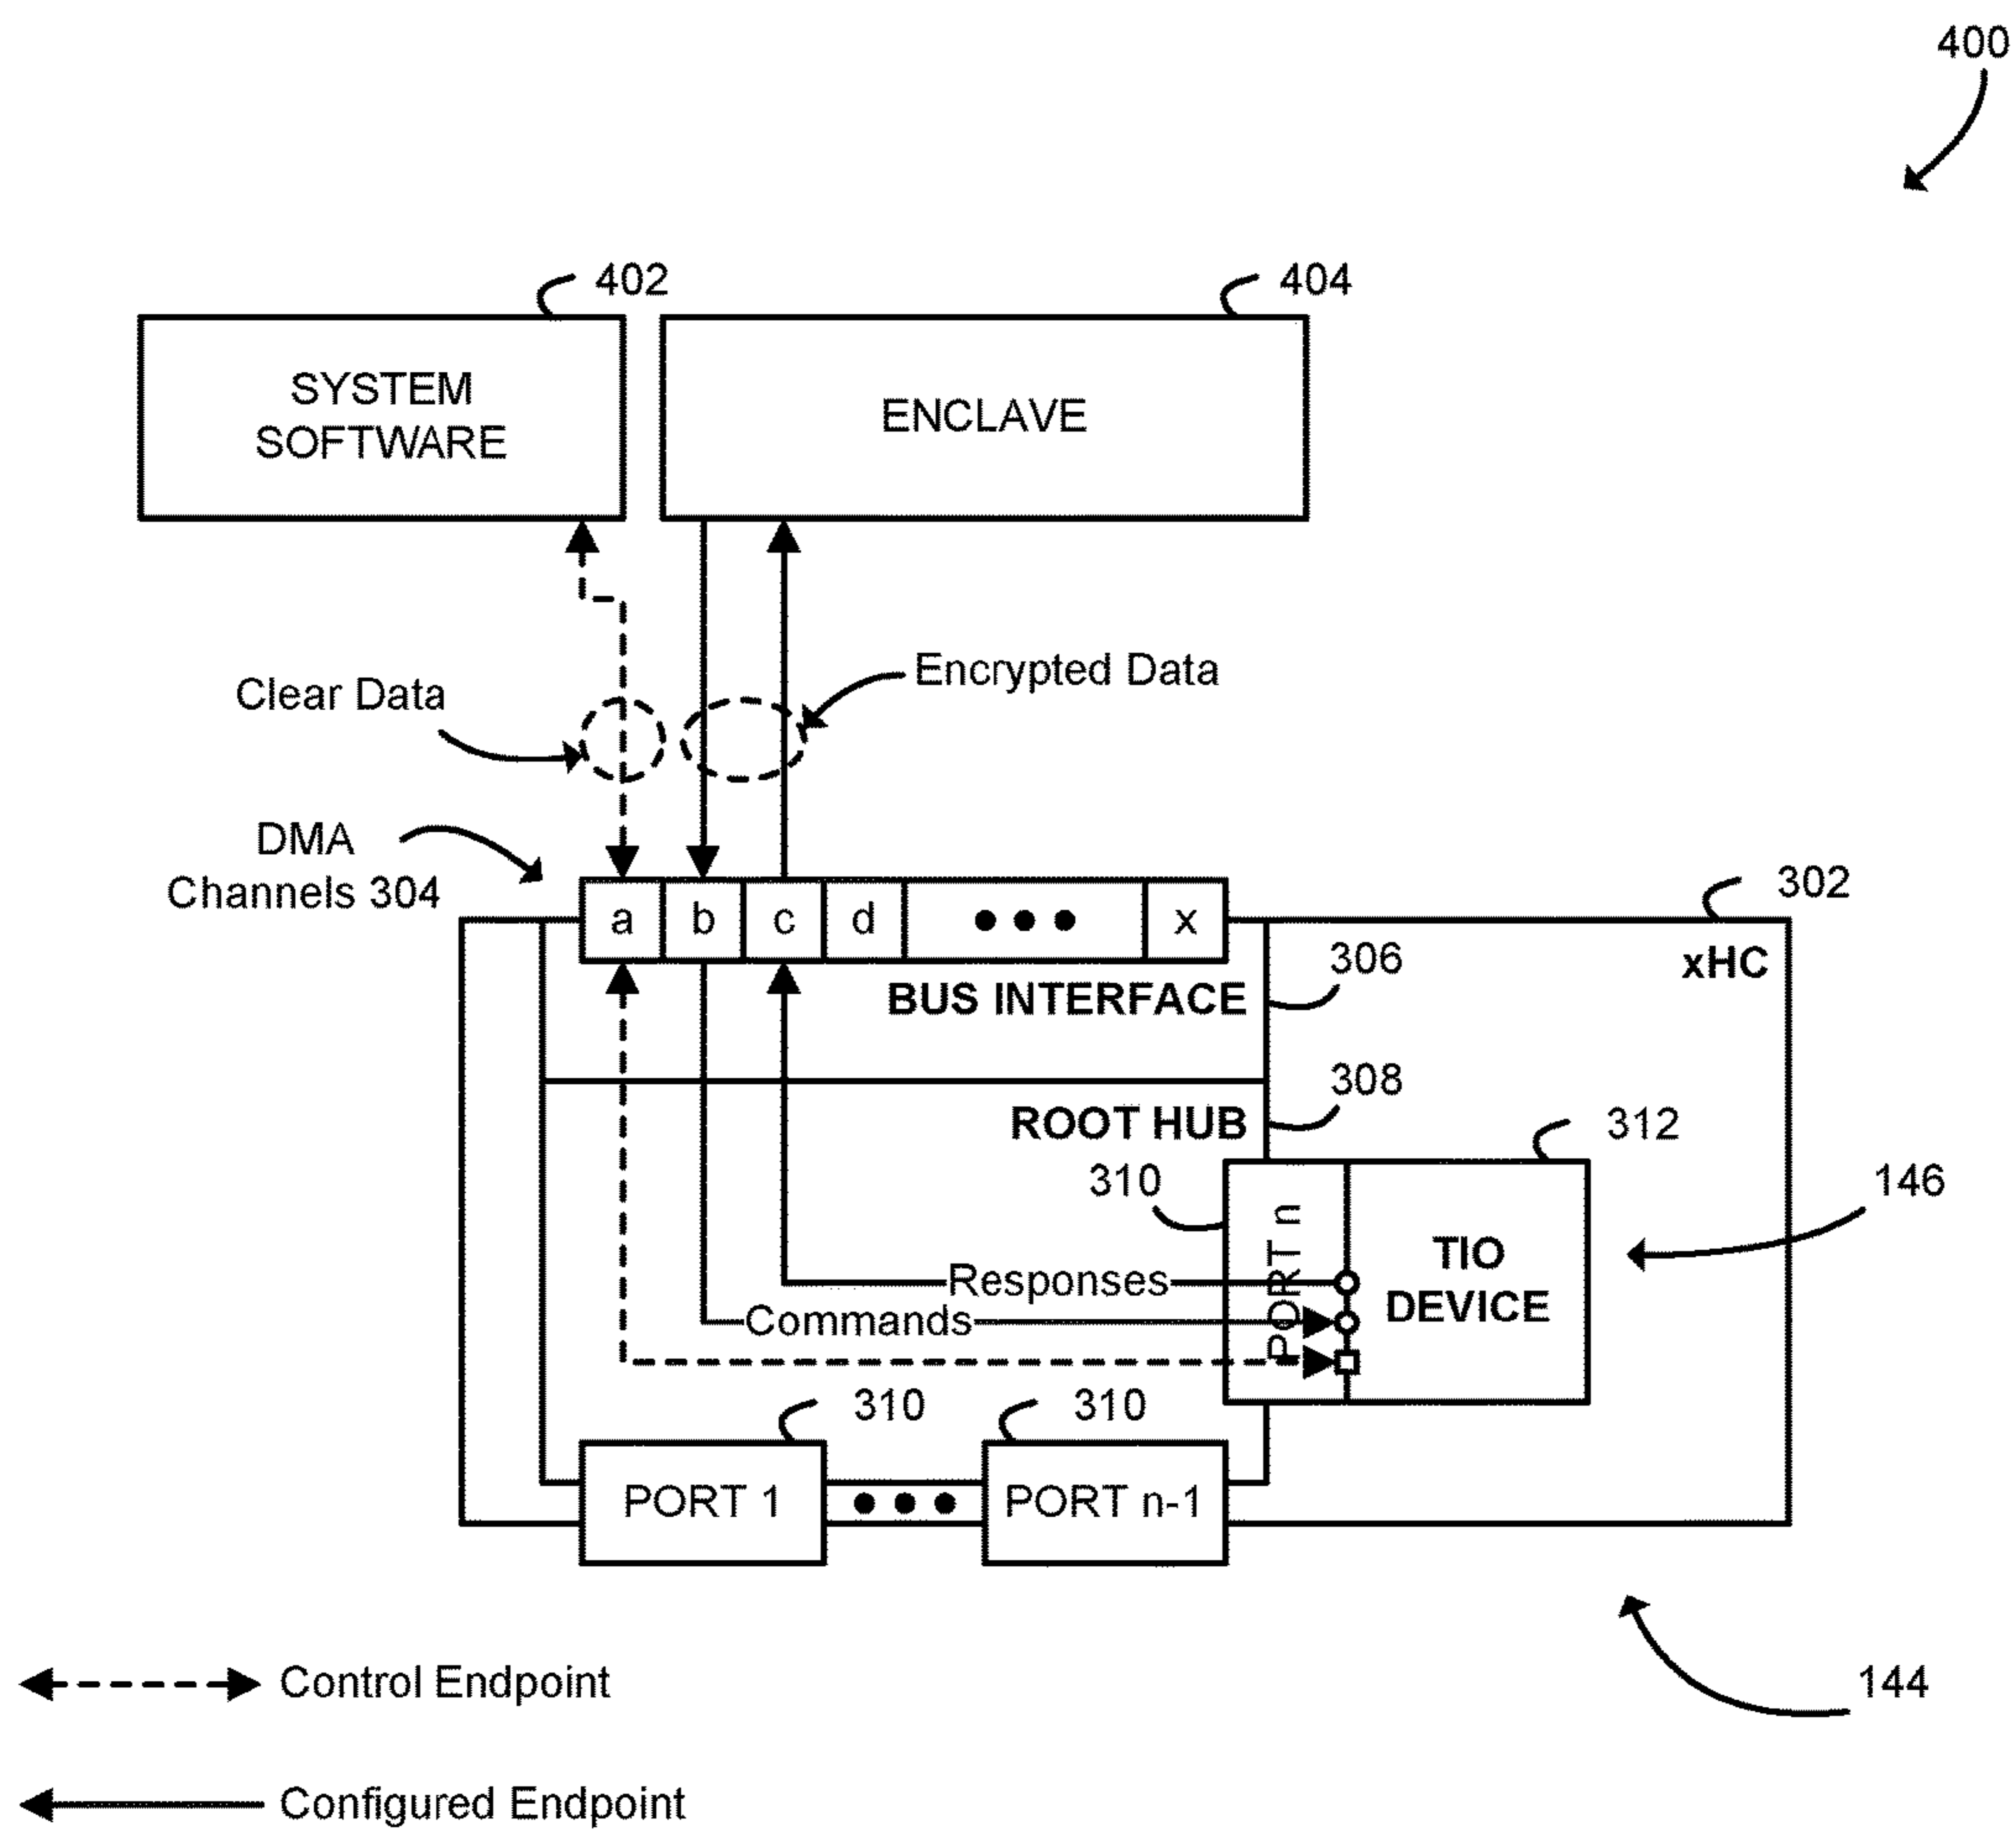 400
402
404
SYSTEM
SOFTWARE
ENCLAVE
Clear Data
Encrypted Data
DMA
Channels 304
a b c d ● ● ● x
302
xHC
306
BUS INTERFACE
308
ROOT HUB
312
310
146
PORT n
TIO
DEVICE
Responses
Commands
310
310
PORT 1
● ● ●
PORT n-1
144
Control Endpoint
Configured Endpoint